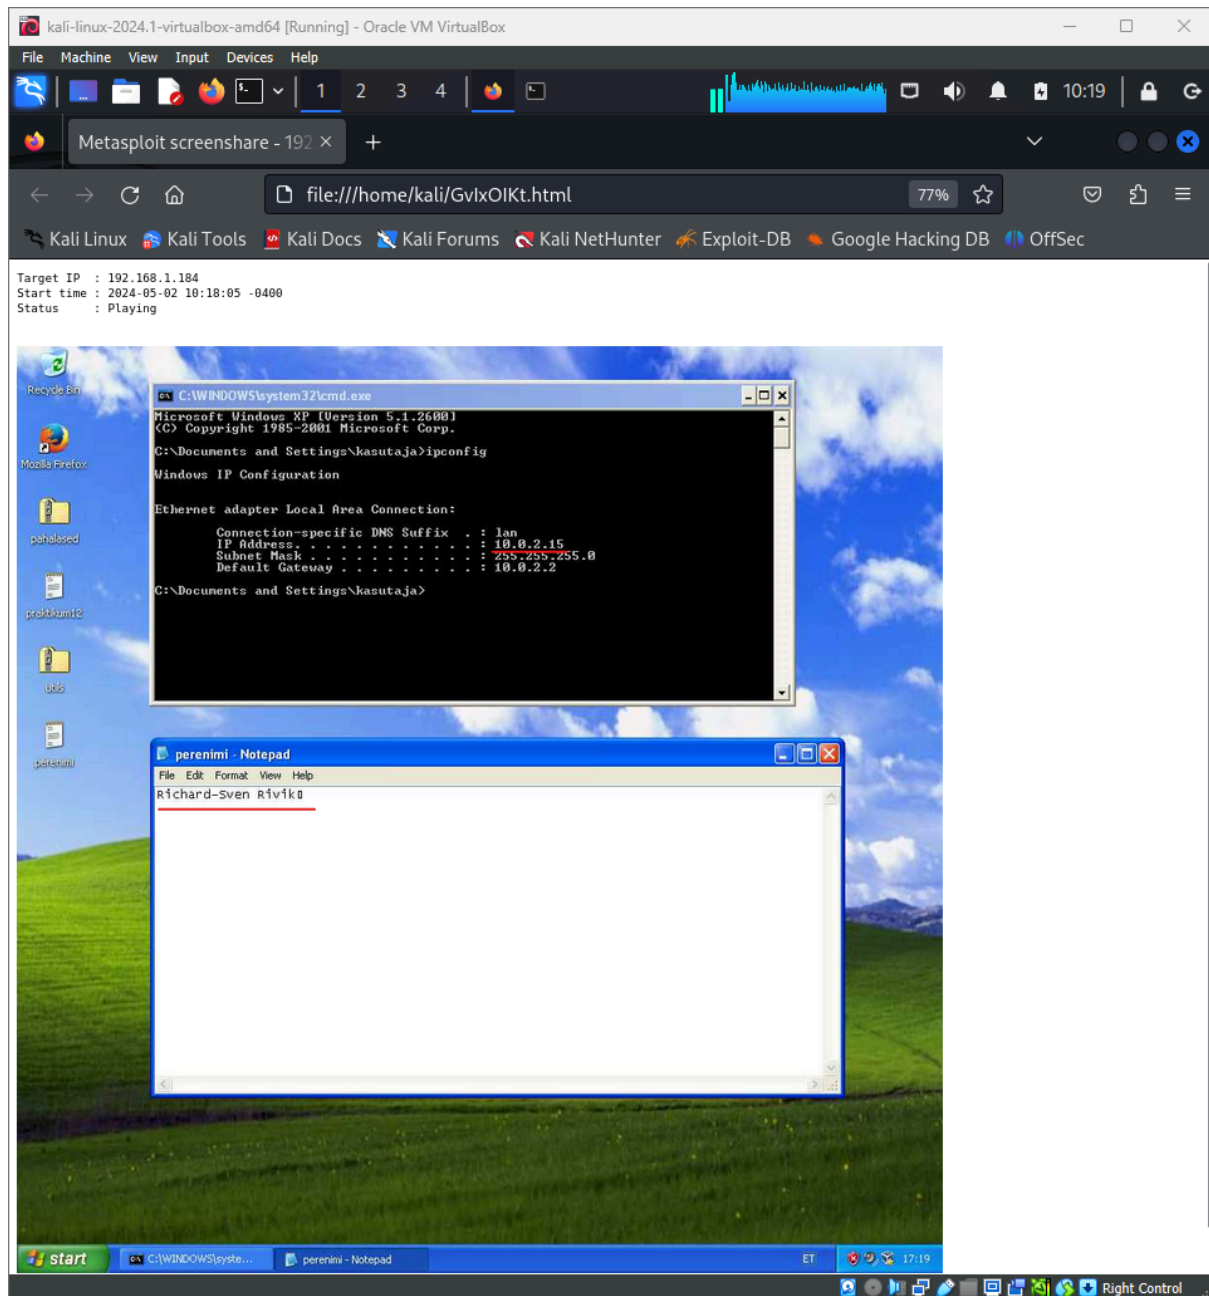 kali-linux-2024.1-virtualbox-amd64 [Running] - Oracle VM VirtualBox
File Machine View Input Devices Help
1 2 3 4 10:19
Metasploit screenshare - 192
file:///home/kali/GvIxOIKt.html 77%
Kali Linux Kali Tools Kali Docs Kali Forums Kali NetHunter Exploit-DB Google Hacking DB OffSec
Target IP : 192.168.1.184
Start time : 2024-05-02 10:18:05 -0400
Status : Playing
Recycle Bin
Mozilla Firefox
pahalased
praktikum12
utils
perenimi
C:\WINDOWS\system32\cmd.exe
Microsoft Windows XP [Version 5.1.2600]
(C) Copyright 1985-2001 Microsoft Corp.
C:\Documents and Settings\kasutaja>ipconfig
Windows IP Configuration
Ethernet adapter Local Area Connection:
Connection-specific DNS Suffix . : lan
IP Address. . . . . . . . . . . . : 10.0.2.15
Subnet Mask . . . . . . . . . . . : 255.255.255.0
Default Gateway . . . . . . . . . : 10.0.2.2
C:\Documents and Settings\kasutaja>
perenimi - Notepad
File Edit Format View Help
Richard-Sven Rivik▯
start C:\WINDOWS\syste... perenimi - Notepad ET 17:19
Right Control